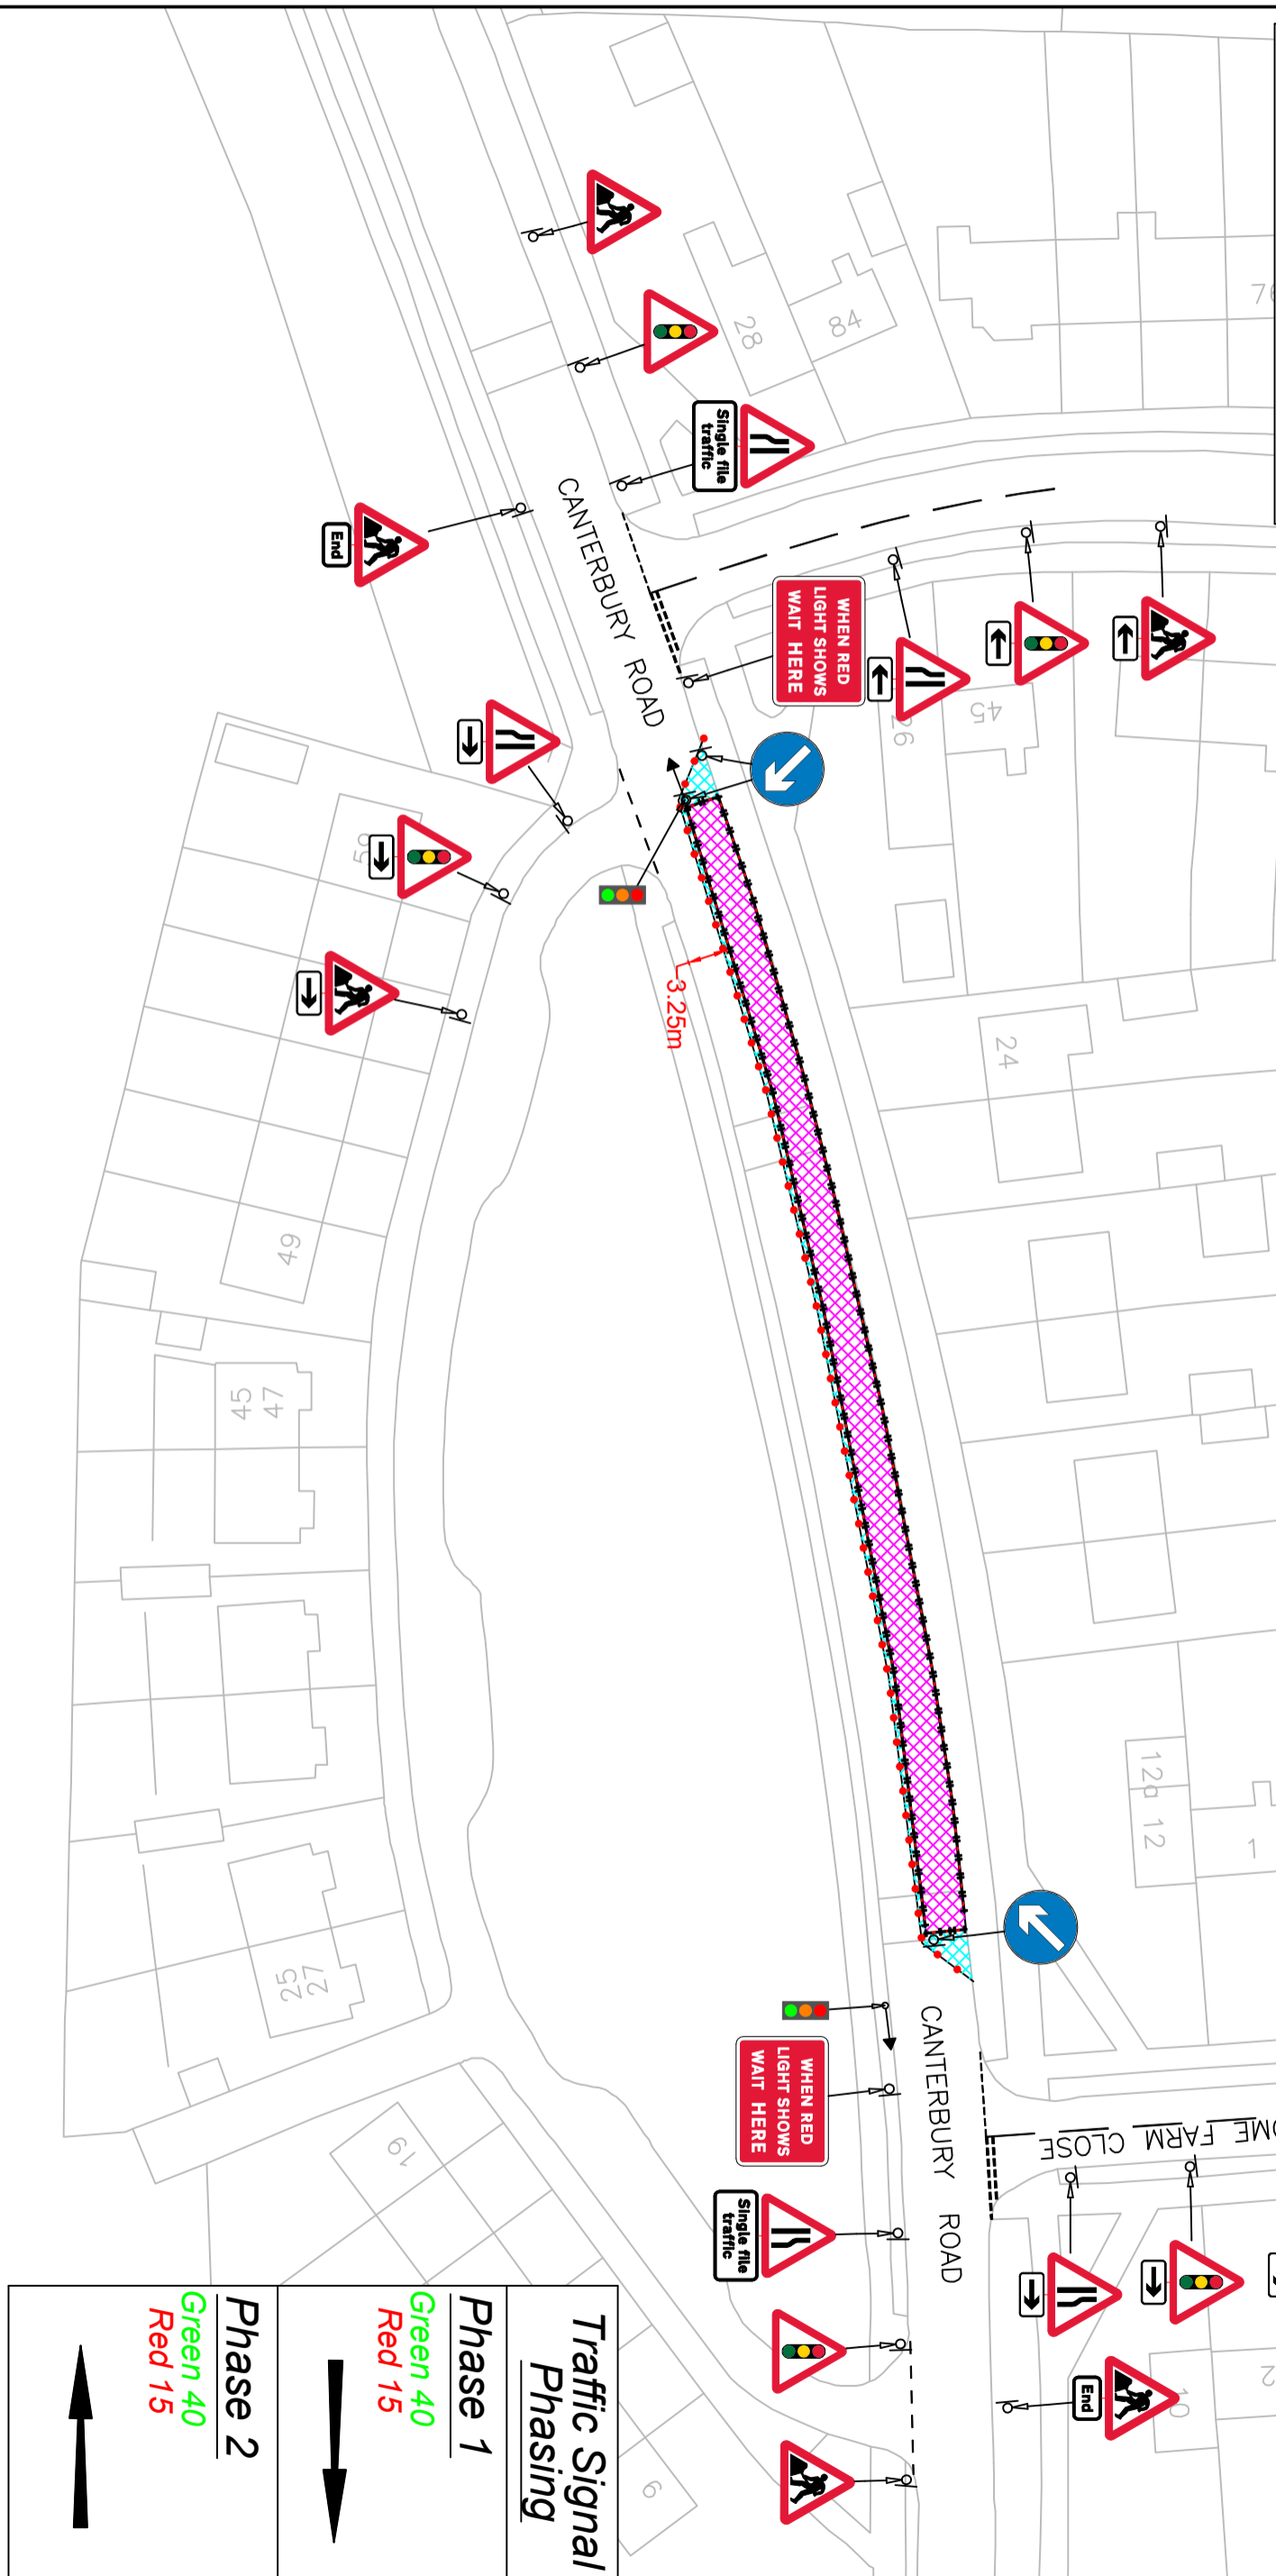 CANTERBURY ROAD
Single file
traffic
End
WHEN RED
LIGHT SHOWS
WAIT HERE
3.25m
28
84
26
45
24
49
47
45
27
25
19
12a
12
1
10
6
CANTERBURY ROAD
FARM CLOSE
WHEN RED
LIGHT SHOWS
WAIT HERE
Single file
traffic
End
Traffic Signal
Phasing
Phase 1
Green 40
Red 15
Phase 2
Green 40
Red 15